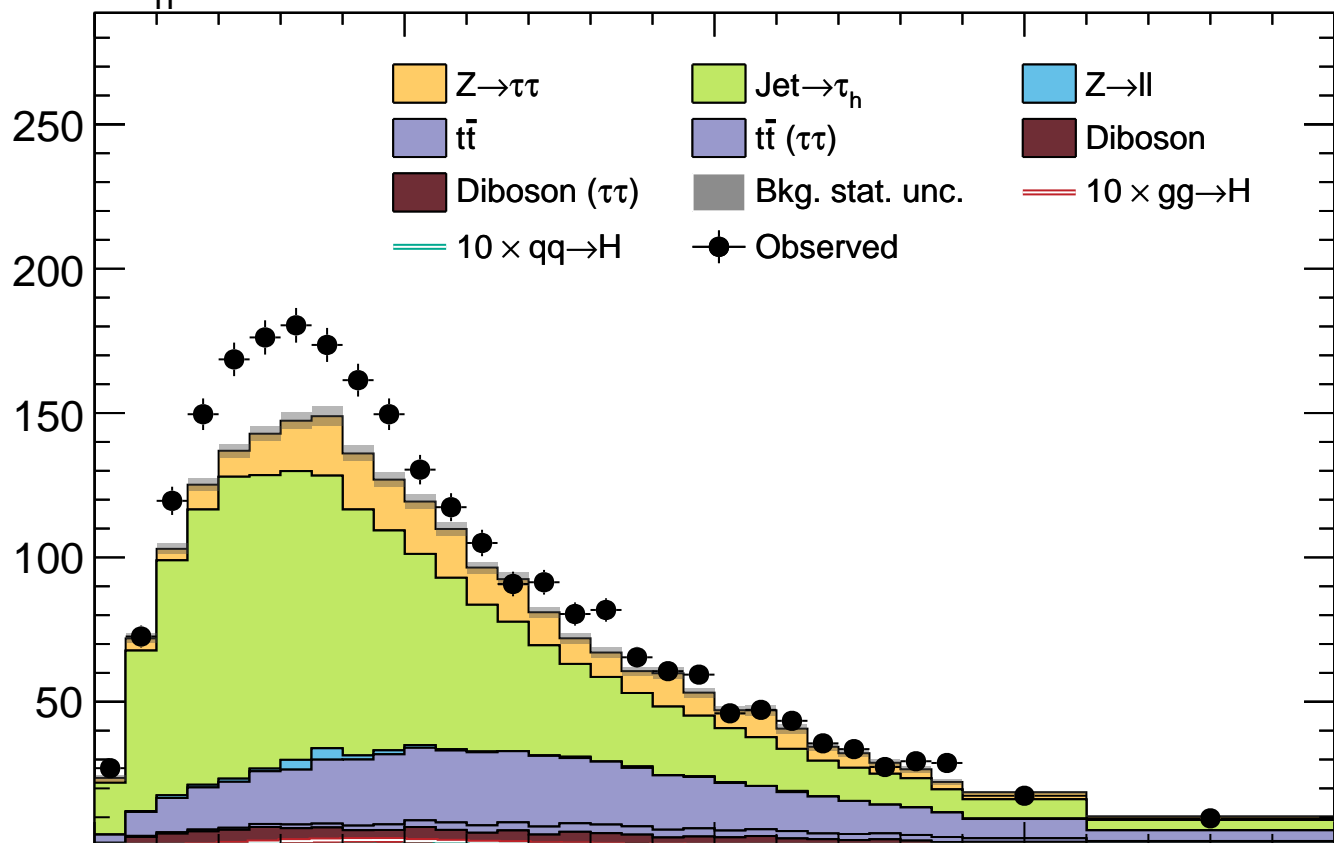 Z→ττ Jet→τh Z→ll
250
tt̄ tt̄ (ττ) Diboson
Diboson (ττ) Bkg. stat. unc. 10 × gg→H
10 × qq→H Observed
200
150
100
50